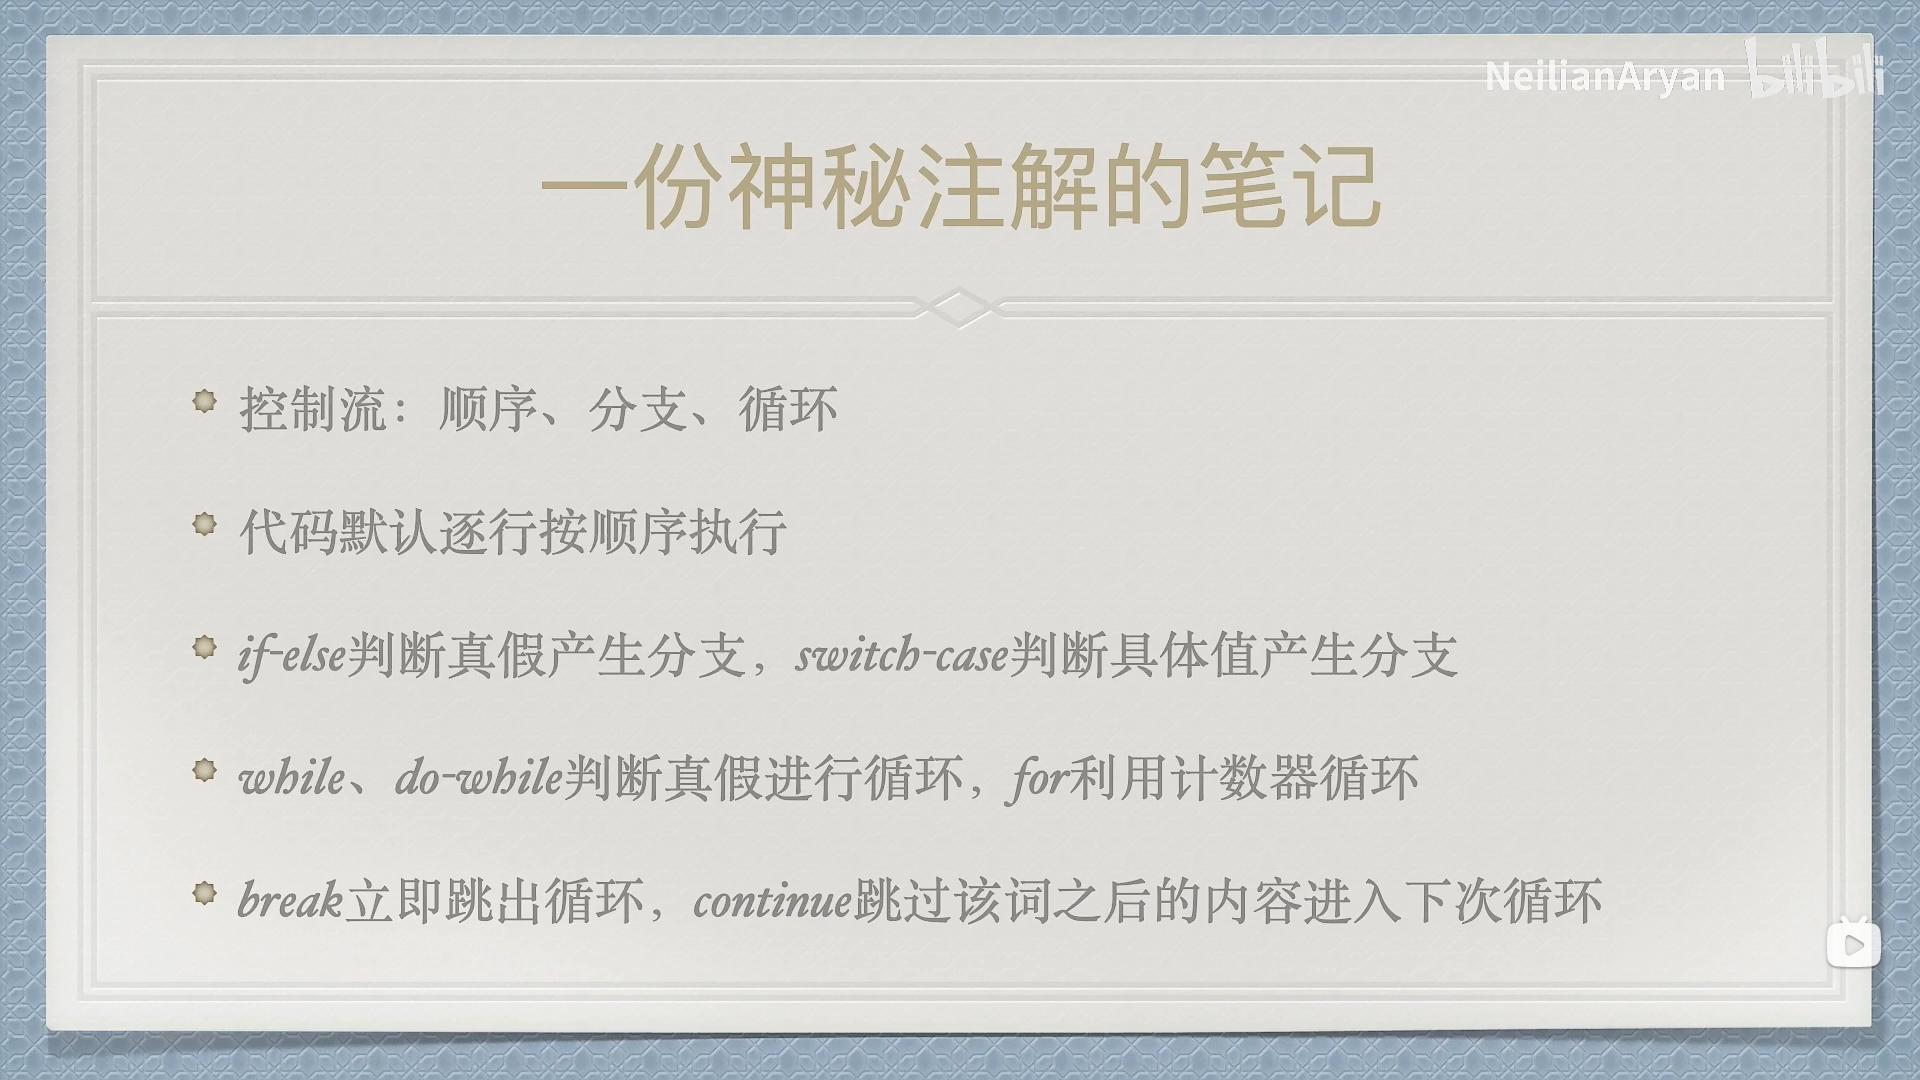 NeilianAryan bilibili
一份神秘注解的笔记
控制流：顺序、分支、循环
代码默认逐行按顺序执行
if-else判断真假产生分支，switch-case判断具体值产生分支
while、do-while判断真假进行循环，for利用计数器循环
break立即跳出循环，continue跳过该词之后的内容进入下次循环